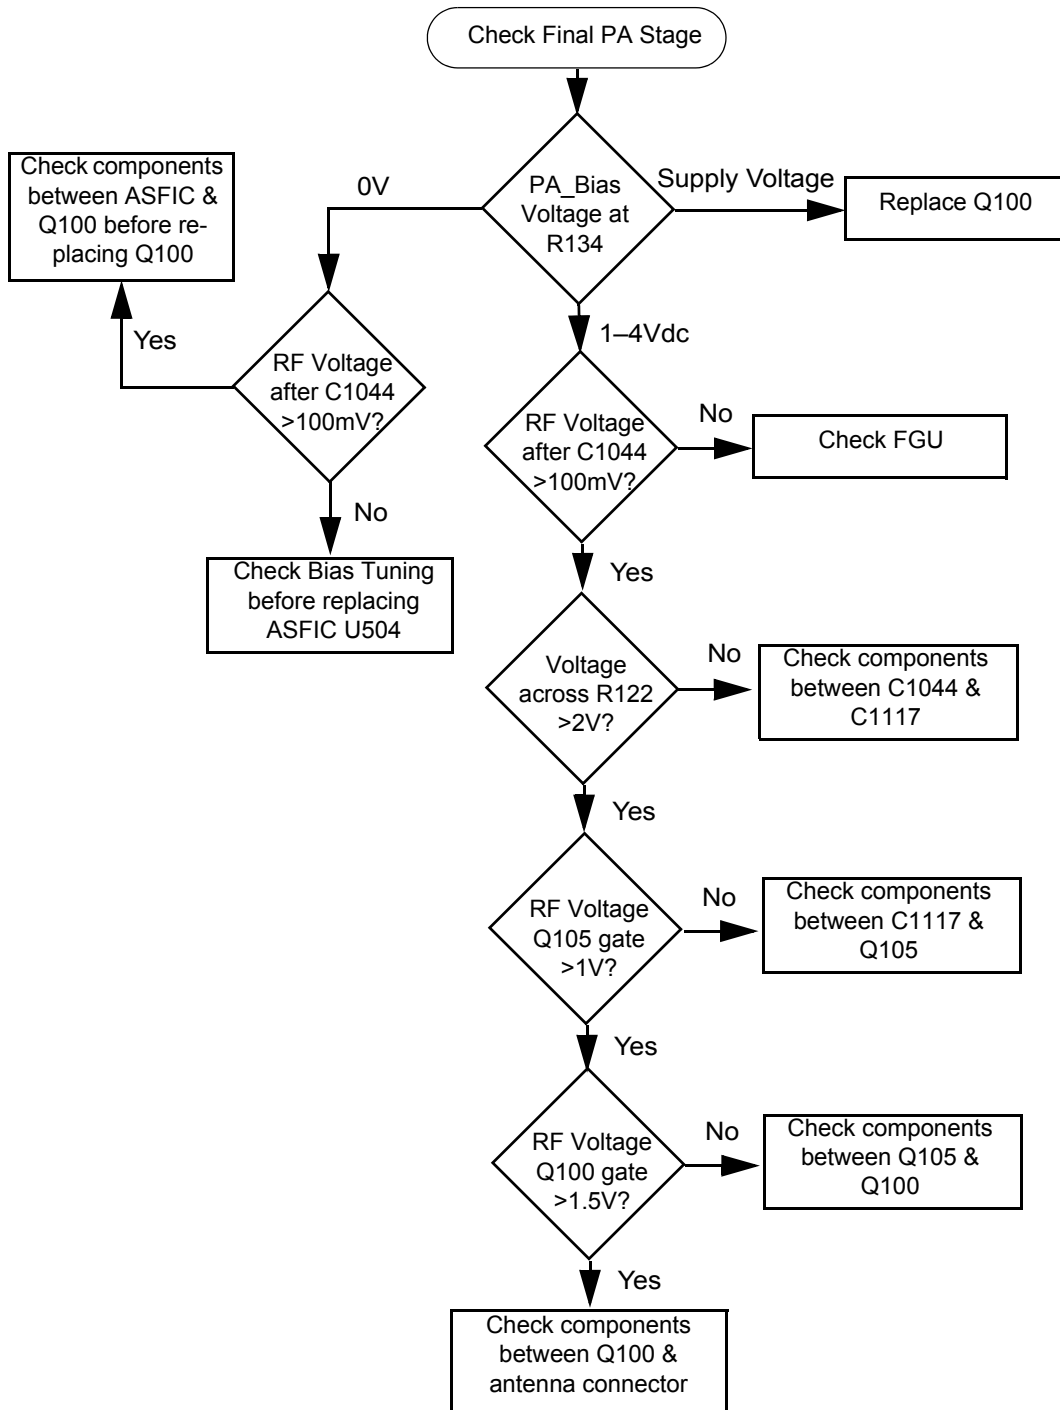 Check Final PA Stage
PA_Bias
Voltage at
R134
0V
Supply Voltage
Replace Q100
Check components
between ASFIC &
Q100 before re-
placing Q100
Yes
RF Voltage
after C1044
>100mV?
No
Check Bias Tuning
before replacing
ASFIC U504
1–4Vdc
RF Voltage
after C1044
>100mV?
No
Check FGU
Yes
Voltage
across R122
>2V?
No
Check components
between C1044 &
C1117
Yes
RF Voltage
Q105 gate
>1V?
No
Check components
between C1117 &
Q105
Yes
RF Voltage
Q100 gate
>1.5V?
No
Check components
between Q105 &
Q100
Yes
Check components
between Q100 &
antenna connector